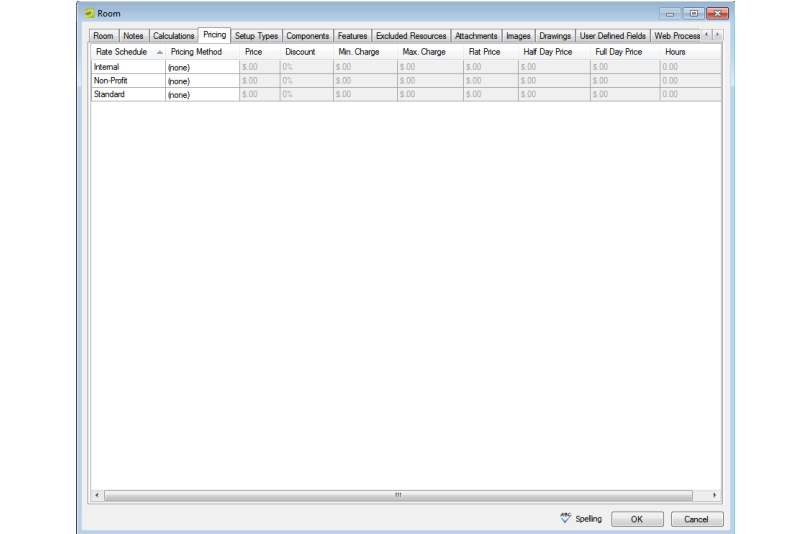 Room
Room Notes Calculations Pricing Setup Types Components Features Excluded Resources Attachments Images Drawings User Defined Fields Web Process
Rate Schedule Pricing Method Price Discount Min. Charge Max. Charge Flat Price Half Day Price Full Day Price Hours
Internal (none) $.00 0% $.00 $.00 $.00 $.00 $.00 0.00
Non-Profit (none) $.00 0% $.00 $.00 $.00 $.00 $.00 0.00
Standard (none) $.00 0% $.00 $.00 $.00 $.00 $.00 0.00
ABC Spelling OK Cancel